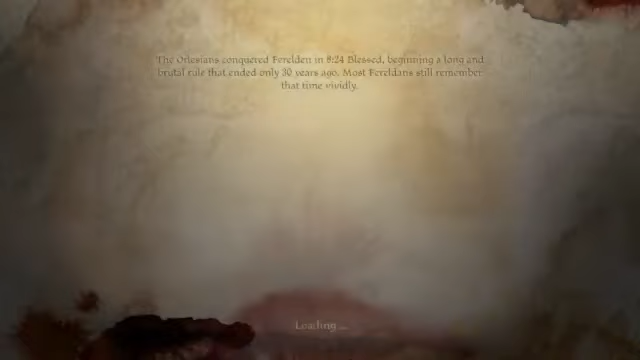 The Orlesians conquered Ferelden in 8:24 Blessed, beginning a long and
brutal rule that ended only 30 years ago. Most Fereldans still remember
that time vividly.
Loading ...